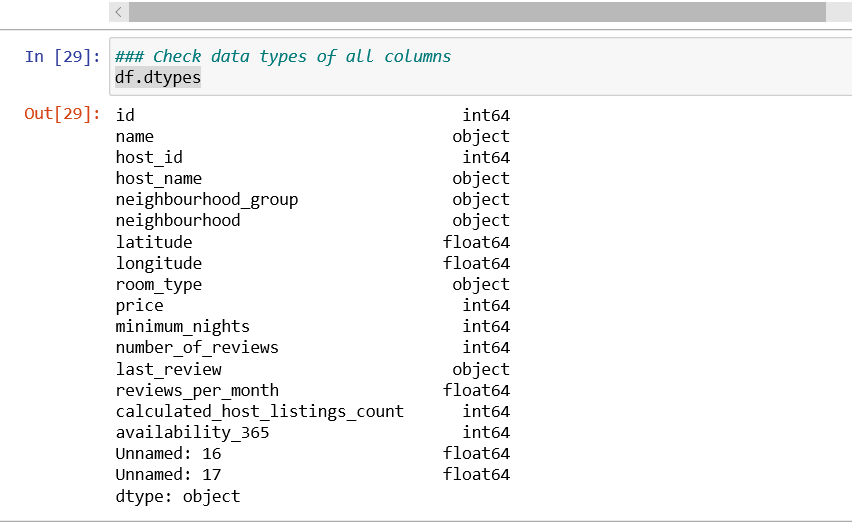 In [29]: ### Check data types of all columns
df.dtypes
Out[29]: id int64
name object
host_id int64
host_name object
neighbourhood_group object
neighbourhood object
latitude float64
longitude float64
room_type object
price int64
minimum_nights int64
number_of_reviews int64
last_review object
reviews_per_month float64
calculated_host_listings_count int64
availability_365 int64
Unnamed: 16 float64
Unnamed: 17 float64
dtype: object